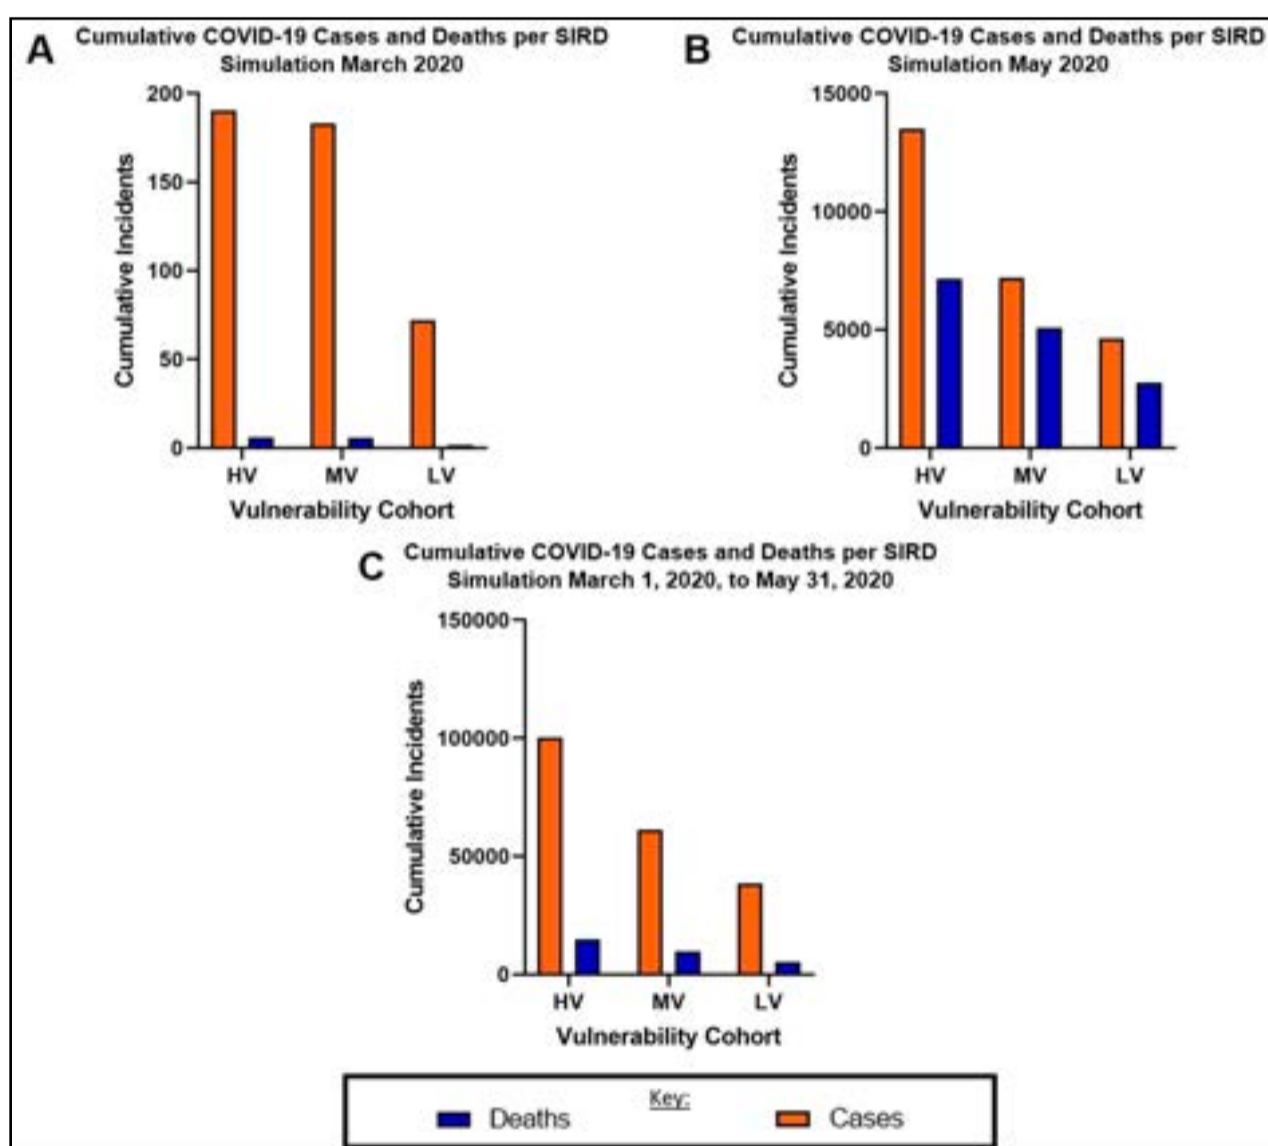 A
Cumulative COVID-19 Cases and Deaths per SIRD
Simulation March 2020
200
150
100
50
0
Cumulative Incidents
HV MV LV
Vulnerability Cohort
B
Cumulative COVID-19 Cases and Deaths per SIRD
Simulation May 2020
15000
10000
5000
0
Cumulative Incidents
HV MV LV
Vulnerability Cohort
C
Cumulative COVID-19 Cases and Deaths per SIRD
Simulation March 1, 2020, to May 31, 2020
150000
100000
50000
0
Cumulative Incidents
HV MV LV
Vulnerability Cohort
Key:
Deaths Cases